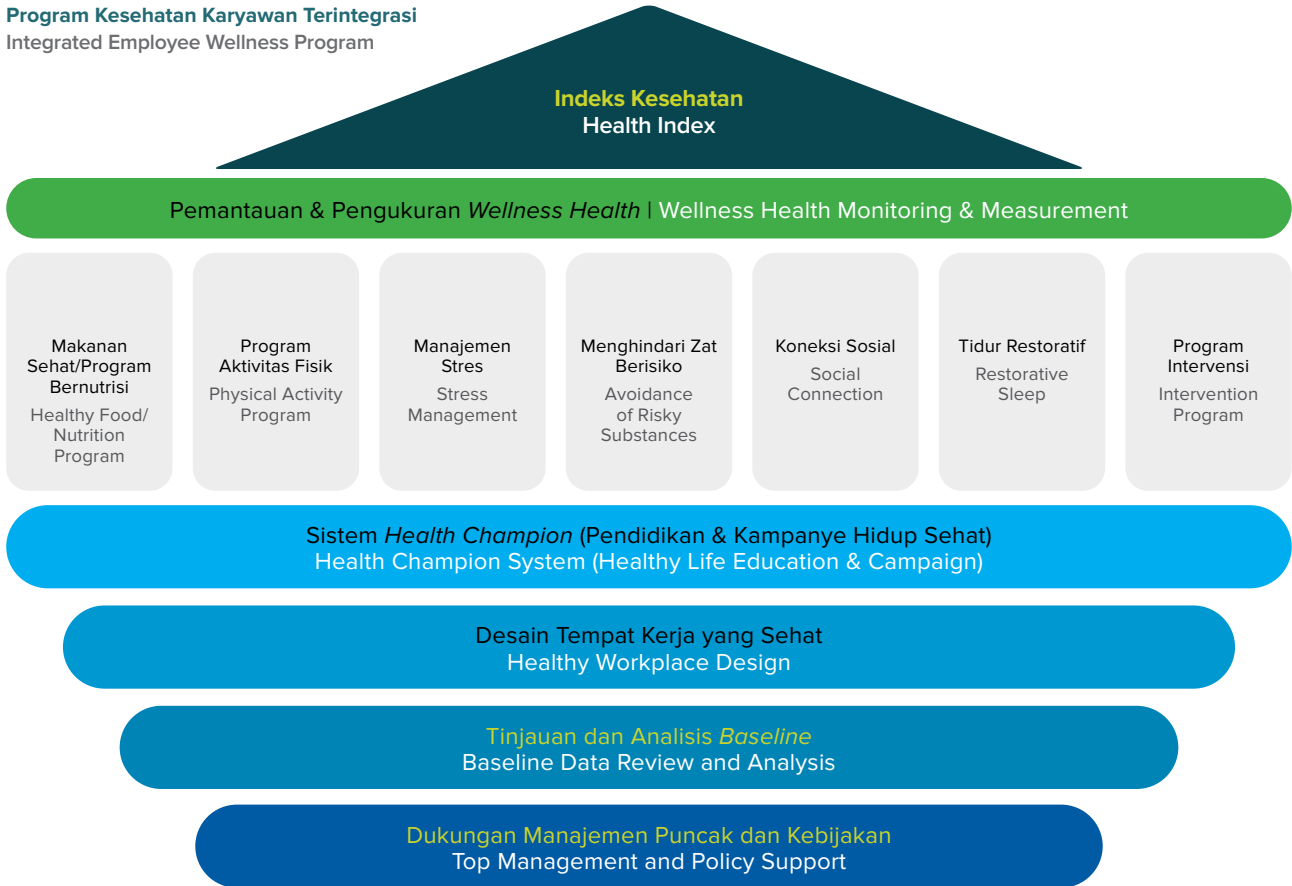 Program Kesehatan Karyawan Terintegrasi
Integrated Employee Wellness Program
Indeks Kesehatan
Health Index
Pemantauan & Pengukuran Wellness Health | Wellness Health Monitoring & Measurement
Makanan
Sehat/Program
Bernutrisi
Healthy Food/
Nutrition
Program
Program
Aktivitas Fisik
Physical Activity
Program
Manajemen
Stres
Stress
Management
Menghindari Zat
Berisiko
Avoidance
of Risky
Substances
Koneksi Sosial
Social
Connection
Tidur Restoratif
Restorative
Sleep
Program
Intervensi
Intervention
Program
Sistem Health Champion (Pendidikan & Kampanye Hidup Sehat)
Health Champion System (Healthy Life Education & Campaign)
Desain Tempat Kerja yang Sehat
Healthy Workplace Design
Tinjauan dan Analisis Baseline
Baseline Data Review and Analysis
Dukungan Manajemen Puncak dan Kebijakan
Top Management and Policy Support